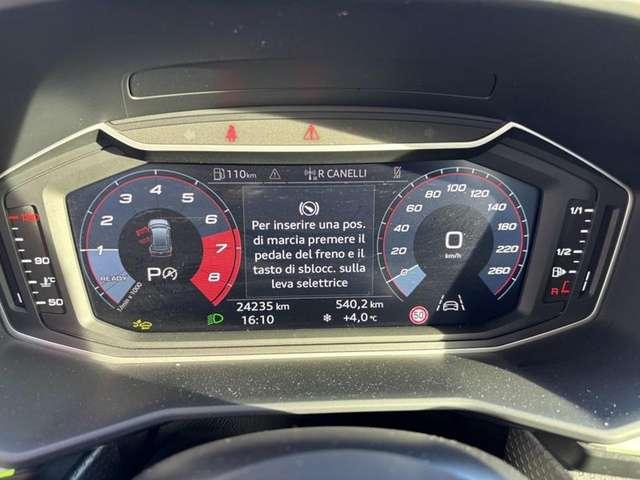 110km R CANELLI
4 5
3 6
2 7
1 8
READY
1/min x 1000
P
Per inserire una pos.
di marcia premere il
pedale del freno e il
tasto di sblocc. sulla
leva selettrice
100 120 140
80 160
60 180
40
20 220
0 260
0
km/h
130
90
°C
50
1/1
1/2
R
24235 km 540,2 km
16:10 +4,0 °C
50